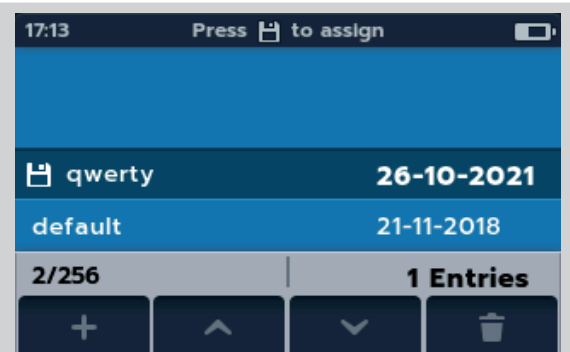 17:13 Press to assign
qwerty 26-10-2021
default 21-11-2018
2/256 1 Entries